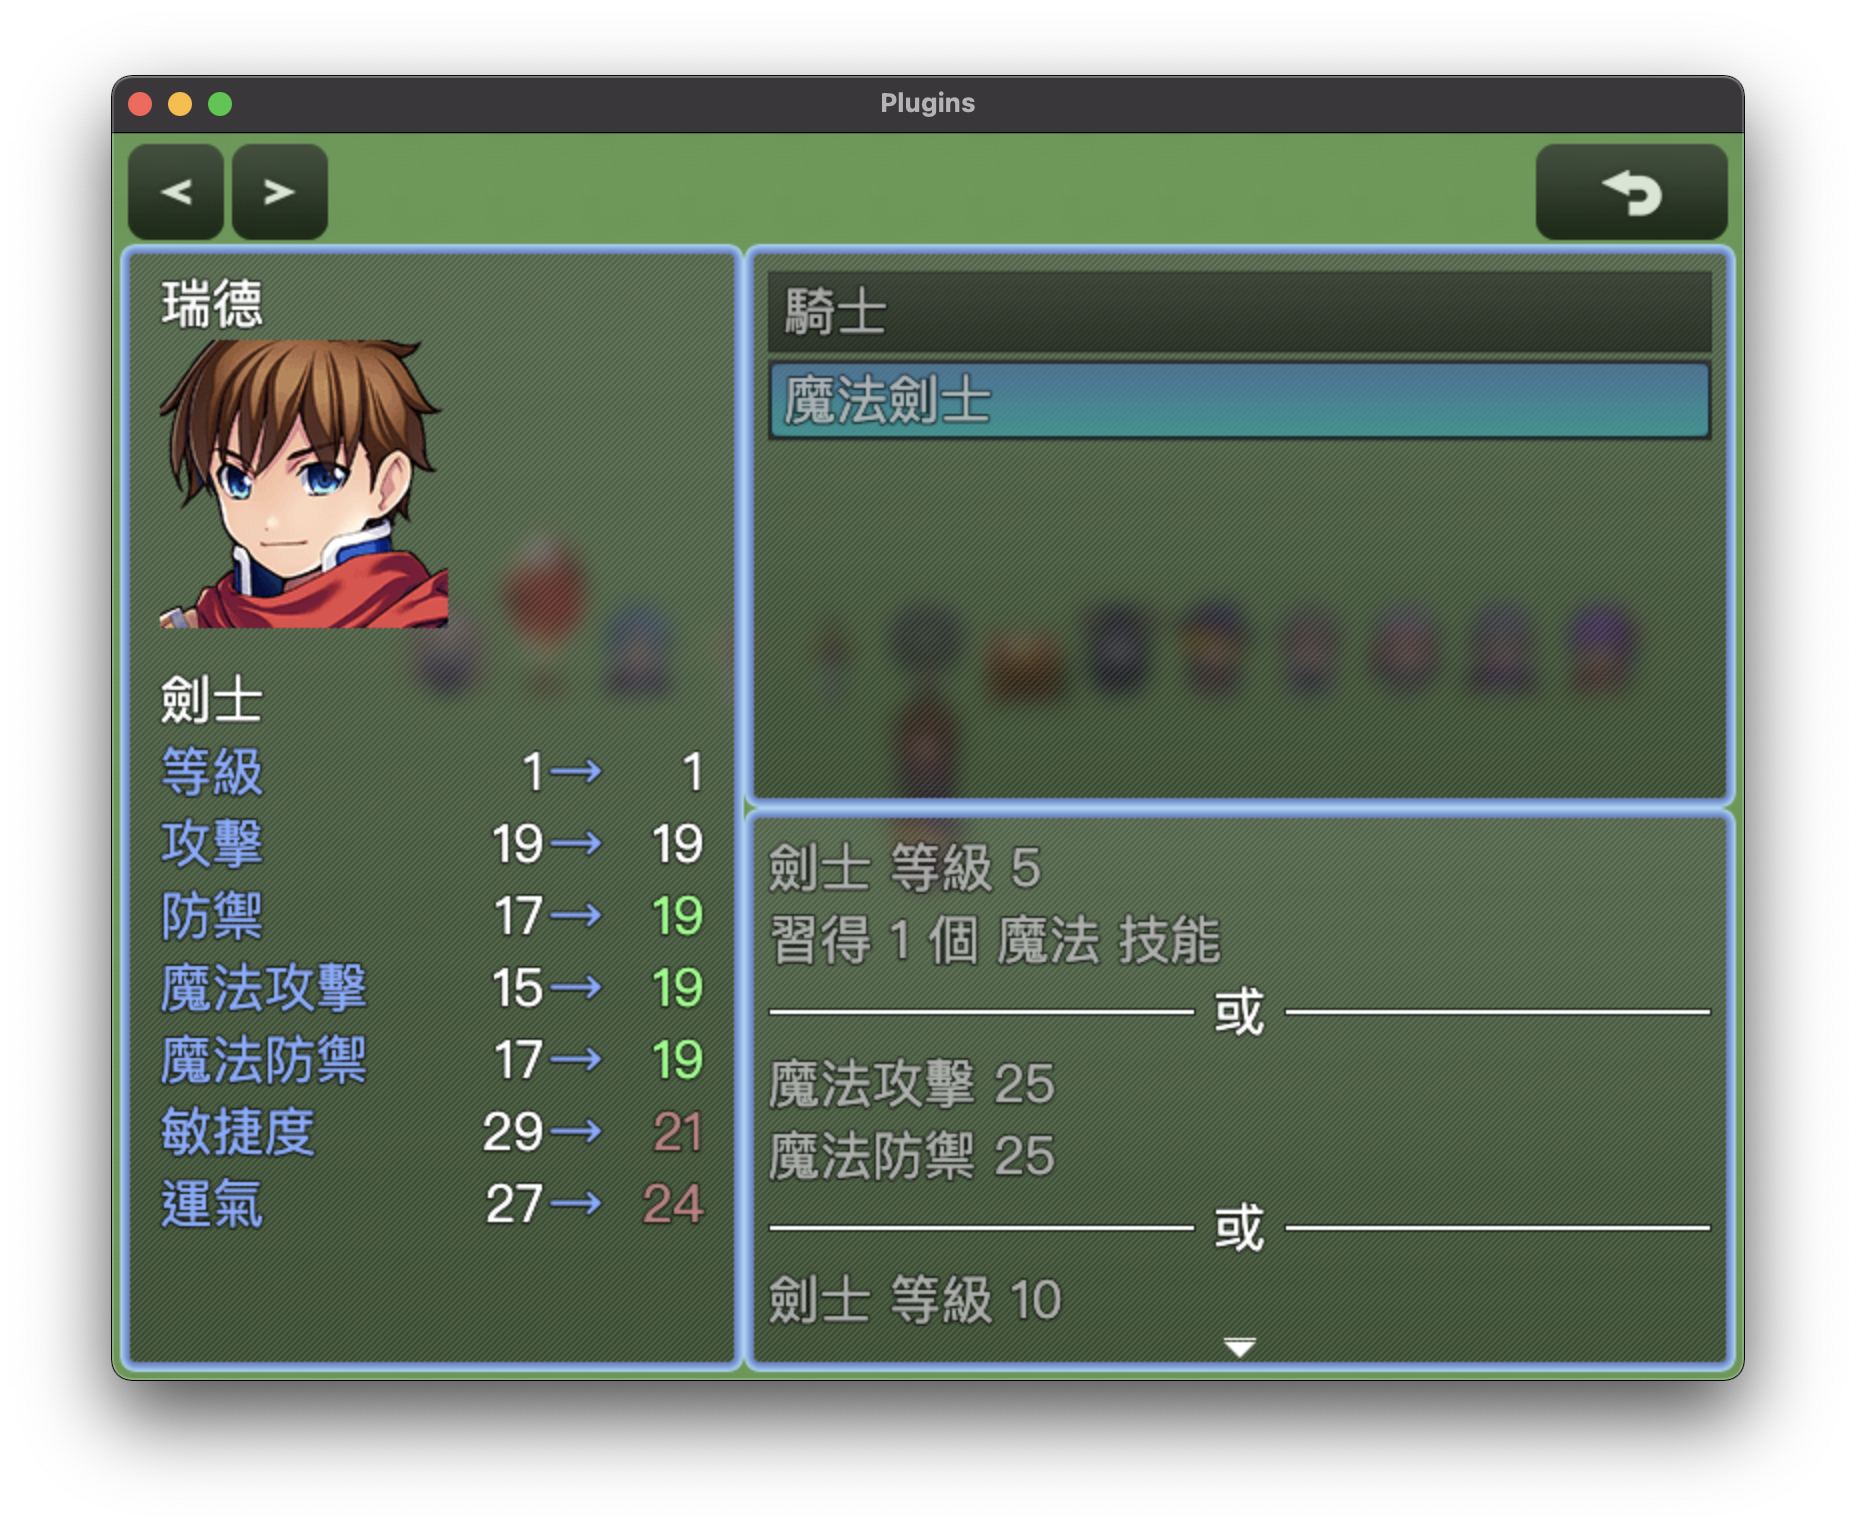 Plugins
< >
瑞德
劍士
等級 1→ 1
攻擊 19→ 19
防禦 17→ 19
魔法攻擊 15→ 19
魔法防禦 17→ 19
敏捷度 29→ 21
運氣 27→ 24
騎士
魔法劍士
劍士 等級 5
習得 1 個 魔法 技能
或
魔法攻擊 25
魔法防禦 25
或
劍士 等級 10